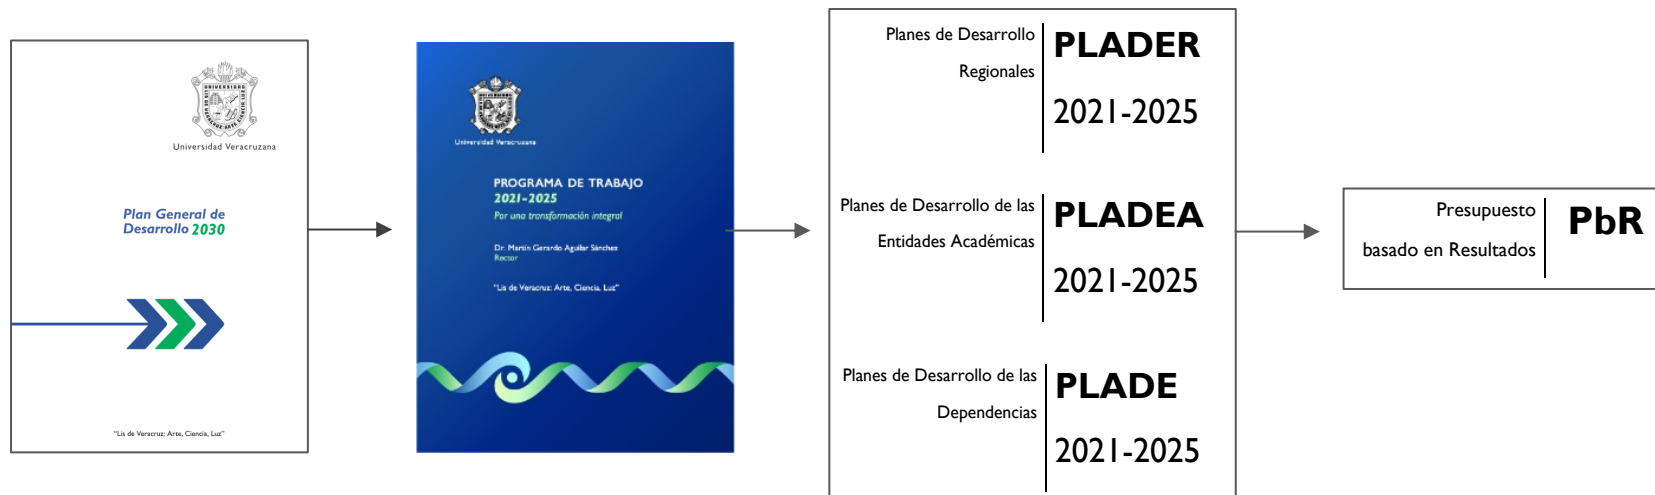 Universidad Veracruzana
Plan General de
Desarrollo 2030
"Lis de Veracruz: Arte, Ciencia, Luz"
Universidad Veracruzana
PROGRAMA DE TRABAJO
2021-2025
Por una transformación integral
Dr. Martín Gerardo Aguilar Sánchez
Rector
"Lis de Veracruz: Arte, Ciencia, Luz"
Planes de Desarrollo
Regionales
PLADER
2021-2025
Planes de Desarrollo de las
Entidades Académicas
PLADEA
2021-2025
Planes de Desarrollo de las
Dependencias
PLADE
2021-2025
Presupuesto
basado en Resultados
PbR